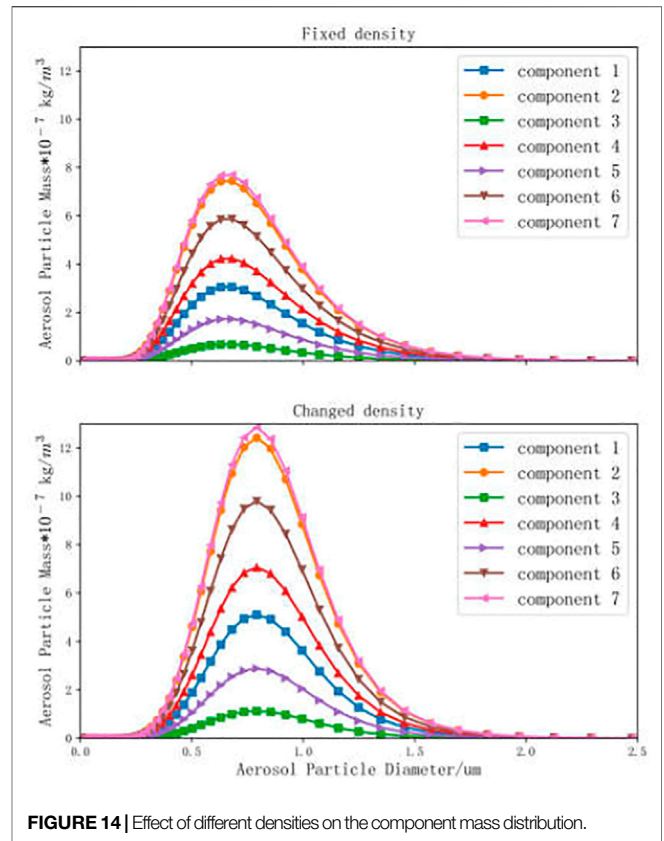 Fixed density
Aerosol Particle Mass*10⁻⁷ kg/m³
12
10
8
6
4
2
0
component 1
component 2
component 3
component 4
component 5
component 6
component 7
Changed density
Aerosol Particle Mass*10⁻⁷ kg/m³
12
10
8
6
4
2
0
component 1
component 2
component 3
component 4
component 5
component 6
component 7
0.0 0.5 1.0 1.5 2.0 2.5
Aerosol Particle Diameter/um
FIGURE 14 | Effect of different densities on the component mass distribution.